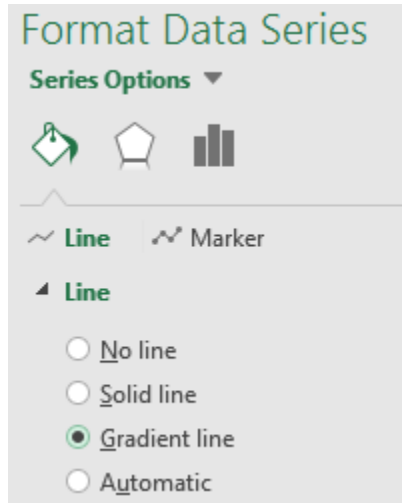 Format Data Series
Series Options
Line Marker
Line
No line
Solid line
Gradient line
Automatic